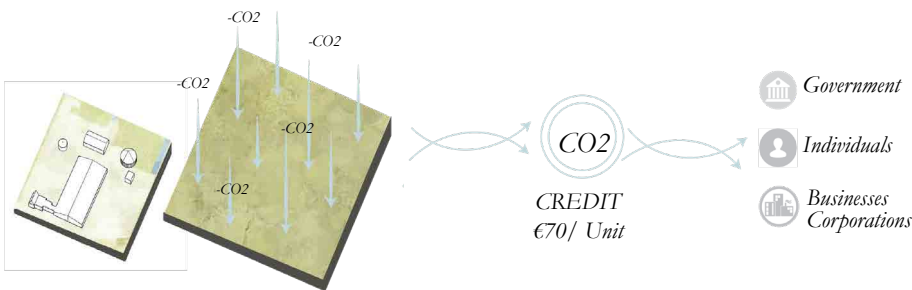 -CO2
-CO2
-CO2
-CO2
-CO2
CO2
CREDIT
€70/ Unit
Government
Individuals
Businesses
Corporations